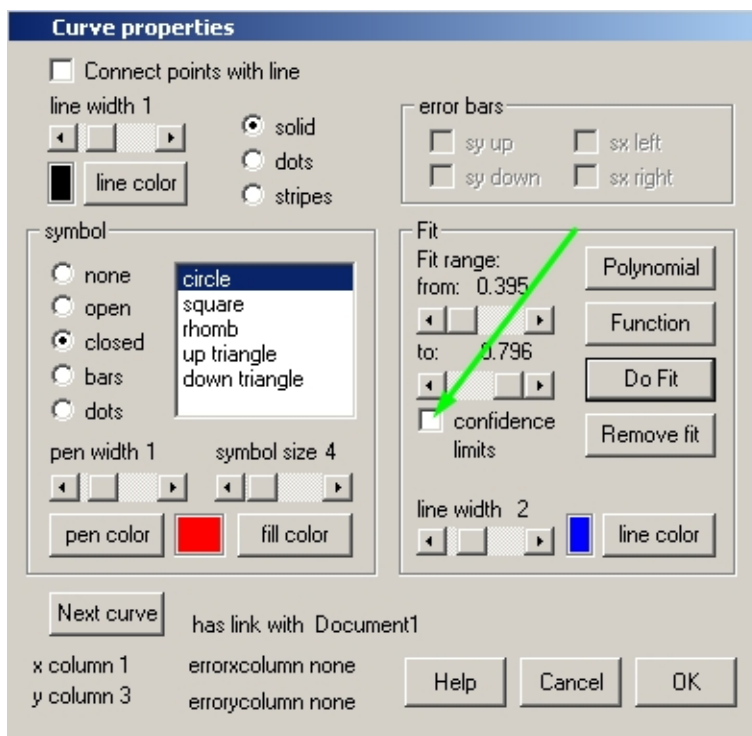 Curve properties
Connect points with line
line width 1
solid
dots
stripes
line color
error bars
sy up
sx left
sy down
sx right
symbol
none
open
closed
bars
dots
circle
square
rhomb
up triangle
down triangle
pen width 1
symbol size 4
pen color
fill color
Fit
Fit range:
from: 0.395
to: 0.796
confidence
limits
Polynomial
Function
Do Fit
Remove fit
line width 2
line color
Next curve
has link with Document1
x column 1
errorxcolumn none
y column 3
errorycolumn none
Help
Cancel
OK